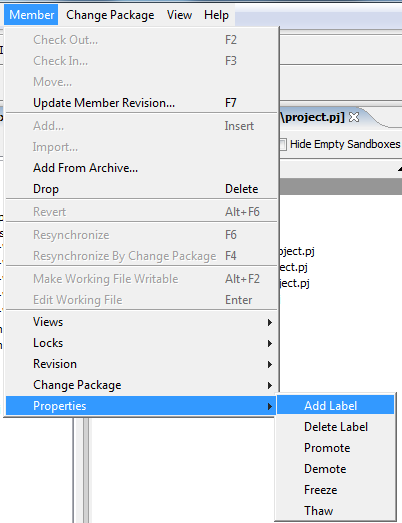 Member Change Package View Help
Check Out... F2
Check In... F3
Move...
Update Member Revision... F7
\project.pj]
Add... Insert
Hide Empty Sandboxes
Import...
Add From Archive...
Drop Delete
Revert Alt+F6
Resynchronize F6
oject.pj
Resynchronize By Change Package F4
ject.pj
Make Working File Writable Alt+F2
ject.pj
Edit Working File Enter
Views
Locks
Revision
Change Package
Properties
Add Label
Delete Label
Promote
Demote
Freeze
Thaw